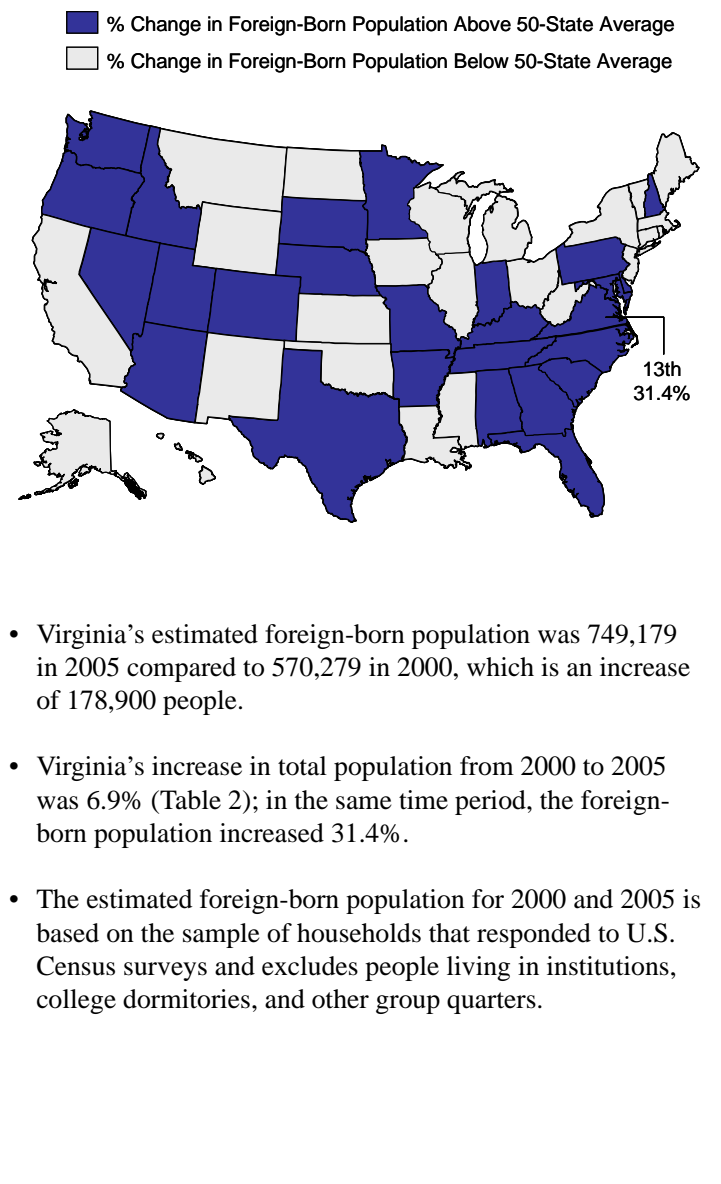 % Change in Foreign-Born Population Above 50-State Average
% Change in Foreign-Born Population Below 50-State Average
13th
31.4%
• Virginia’s estimated foreign-born population was 749,179
in 2005 compared to 570,279 in 2000, which is an increase
of 178,900 people.
• Virginia’s increase in total population from 2000 to 2005
was 6.9% (Table 2); in the same time period, the foreign-
born population increased 31.4%.
• The estimated foreign-born population for 2000 and 2005 is
based on the sample of households that responded to U.S.
Census surveys and excludes people living in institutions,
college dormitories, and other group quarters.